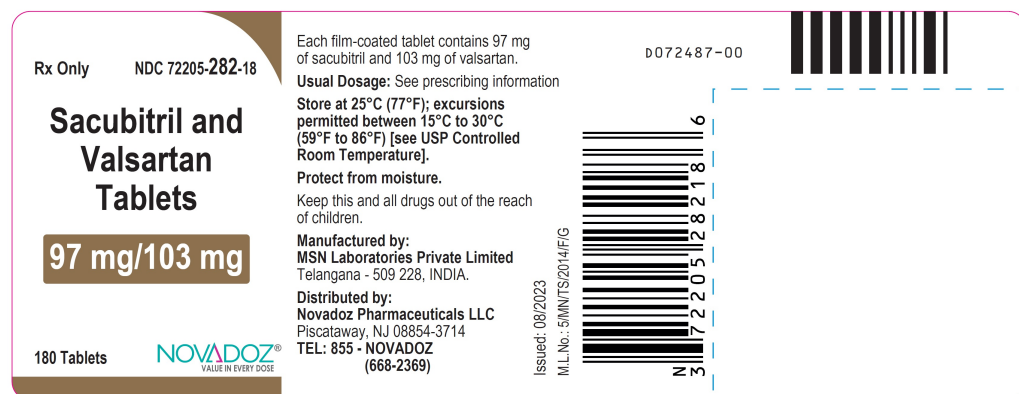 Rx Only NDC 72205-282-18
Sacubitril and
Valsartan
Tablets
97 mg/103 mg
180 Tablets
NOVADOZ®
VALUE IN EVERY DOSE
Each film-coated tablet contains 97 mg
of sacubitril and 103 mg of valsartan.
Usual Dosage: See prescribing information
Store at 25°C (77°F); excursions
permitted between 15°C to 30°C
(59°F to 86°F) [see USP Controlled
Room Temperature].
Protect from moisture.
Keep this and all drugs out of the reach
of children.
Manufactured by:
MSN Laboratories Private Limited
Telangana - 509 228, INDIA.
Distributed by:
Novadoz Pharmaceuticals LLC
Piscataway, NJ 08854-3714
TEL: 855 - NOVADOZ
(668-2369)
Issued: 08/2023
M.L.No.: 5/MN/TS/2014/F/G
N
3 72205 28218 6
D072487-00